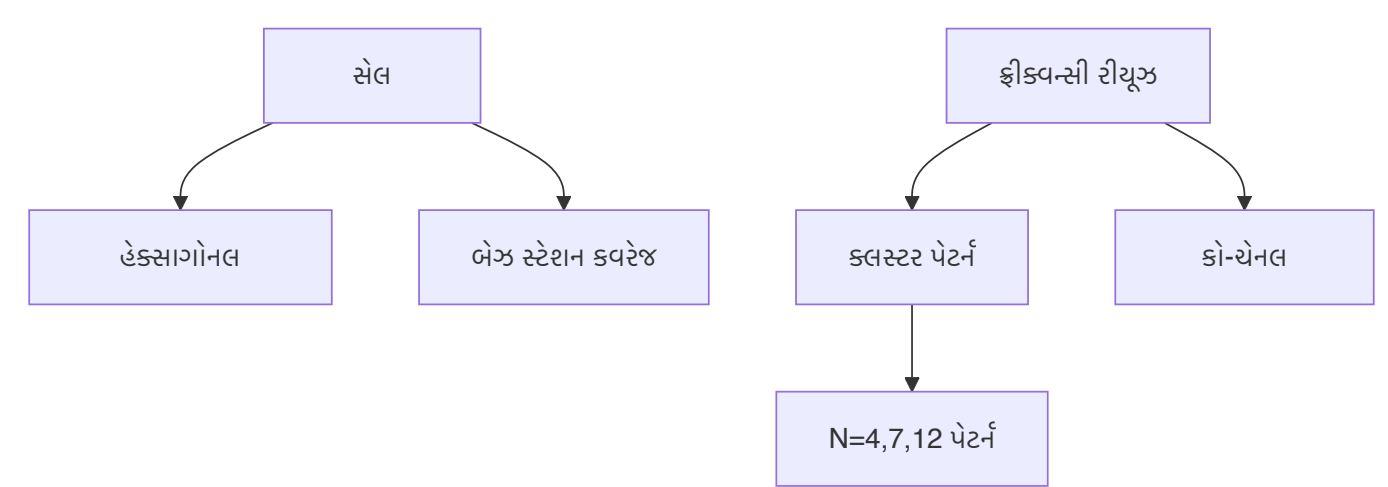 સેલ
ફ્રીક્વન્સી રીયૂઝ
હેક્સાગોનલ
બેઝ સ્ટેશન કવરેજ
ક્લસ્ટર પેટર્ન
કો-ચેનલ
N=4,7,12 પેટર્ન